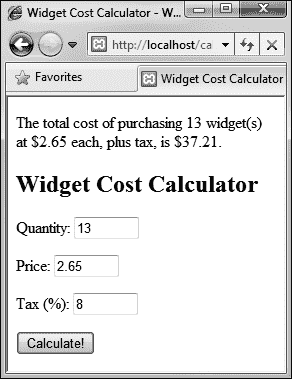 Widget Cost Calculator - W...
http://localhost/ca
Favorites
Widget Cost Calculator
The total cost of purchasing 13 widget(s)
at $2.65 each, plus tax, is $37.21.
Widget Cost Calculator
Quantity: 13
Price: 2.65
Tax (%): 8
Calculate!